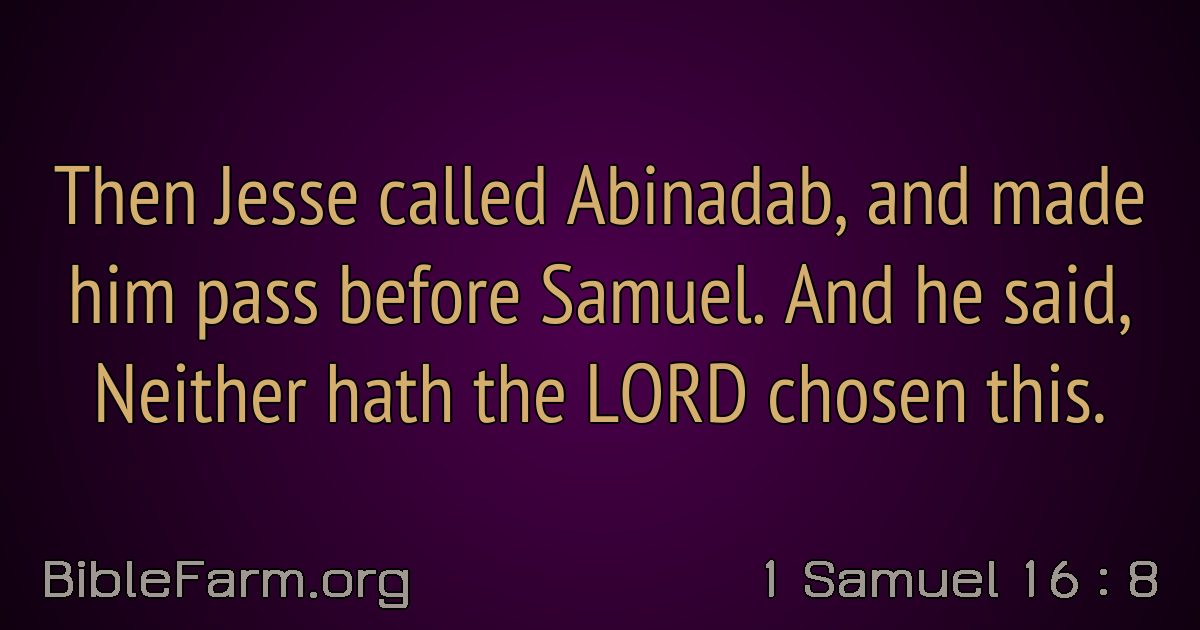 Then Jesse called Abinadab, and made
him pass before Samuel. And he said,
Neither hath the LORD chosen this.
BibleFarm.org
1 Samuel 16 : 8